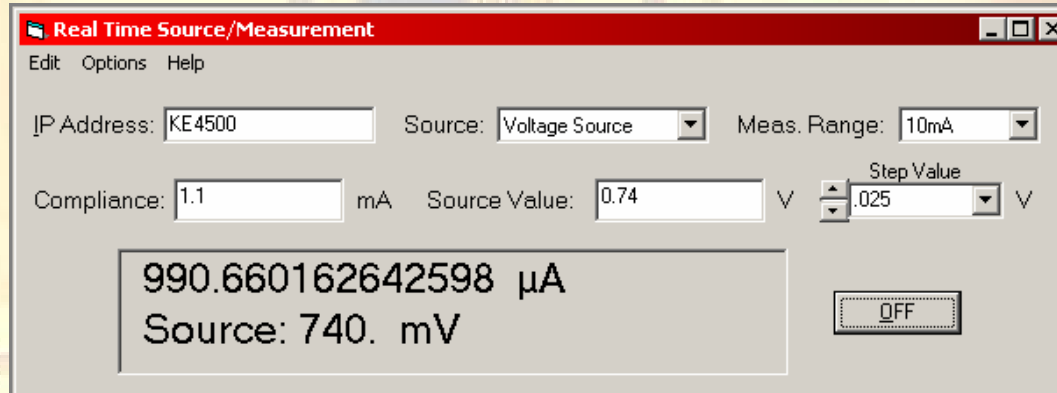 Real Time Source/Measurement
Edit Options Help
IP Address: KE4500 Source: Voltage Source Meas. Range: 10mA
Step Value
Compliance: 1.1 mA Source Value: 0.74 V .025 V
990.660162642598 µA
Source: 740. mV
OFF